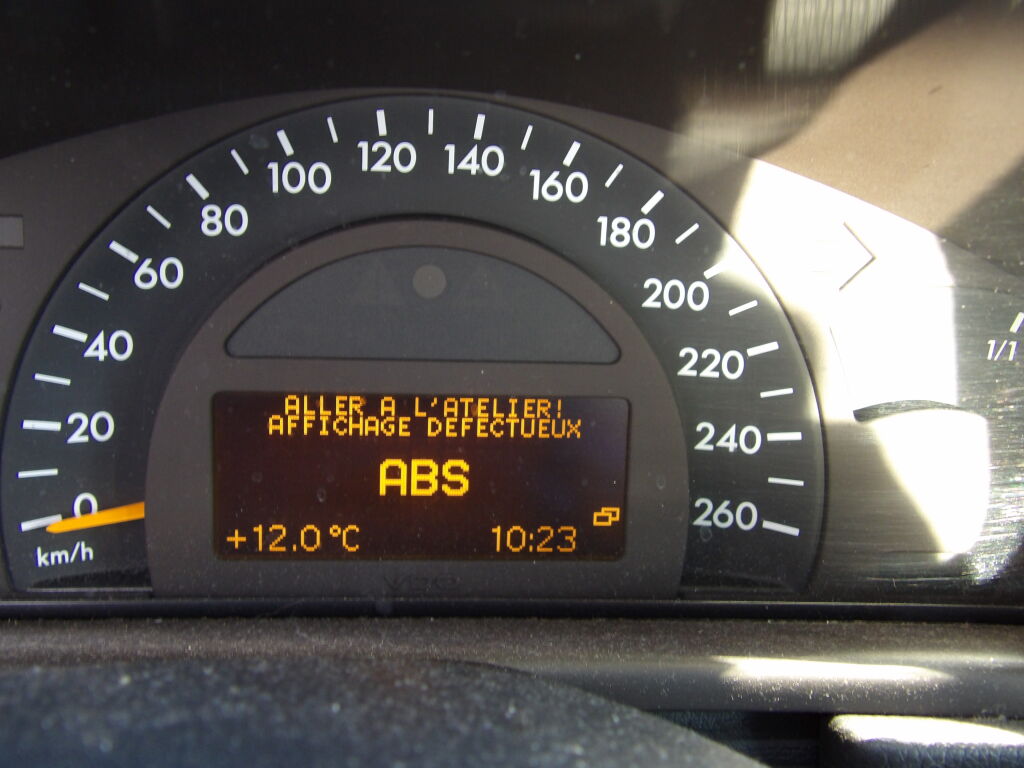 0
20
40
60
80
100
120
140
160
180
200
220
240
260
km/h
1/1
ALLER A L'ATELIER!
AFFICHAGE DEFECTUEUX
ABS
+12.0°C
10:23
VDO